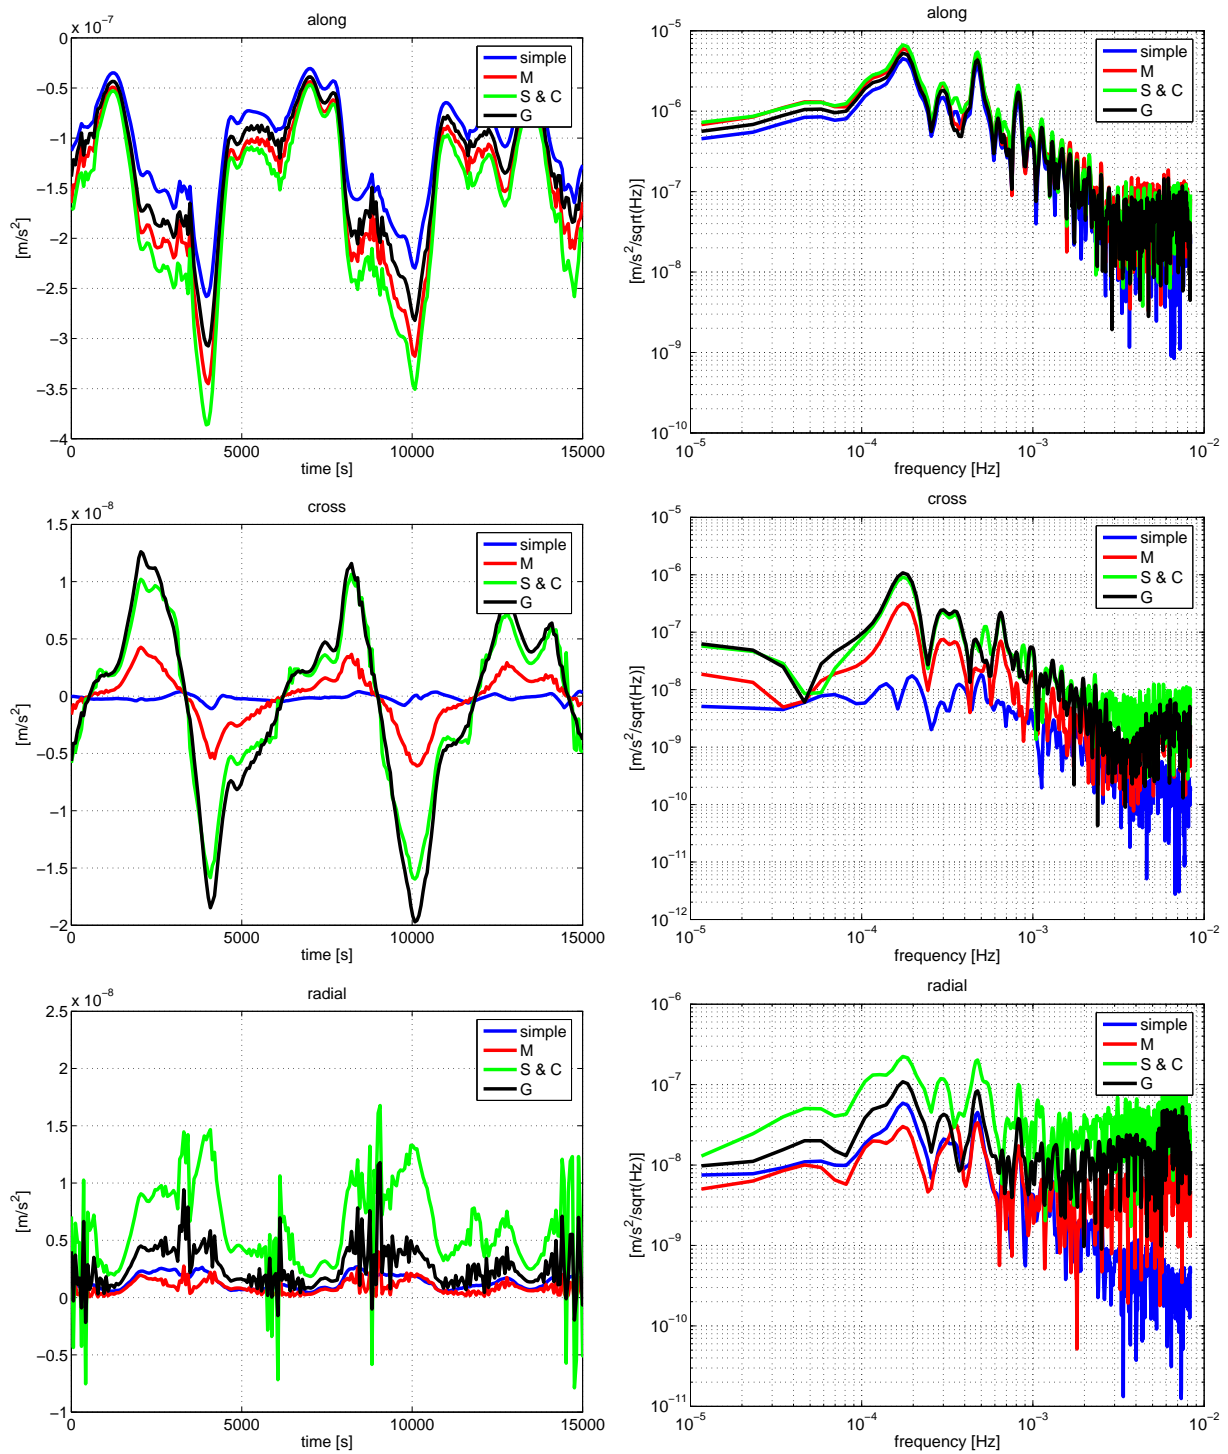 x 10−7
along
0
−0.5
−1
−1.5
−2
−2.5
−3
−3.5
−4
[m/s2]
0 5000 10000 15000
time [s]
simple
M
S & C
G
along
10−5
10−6
10−7
10−8
10−9
10−10
[m/s2/sqrt(Hz)]
10−5 10−4 10−3 10−2
frequency [Hz]
simple
M
S & C
G
x 10−8
cross
1.5
1
0.5
0
−0.5
−1
−1.5
−2
[m/s2]
0 5000 10000 15000
time [s]
simple
M
S & C
G
cross
10−5
10−6
10−7
10−8
10−9
10−10
10−11
10−12
[m/s2/sqrt(Hz)]
10−5 10−4 10−3 10−2
frequency [Hz]
simple
M
S & C
G
x 10−8
radial
2.5
2
1.5
1
0.5
0
−0.5
−1
[m/s2]
0 5000 10000 15000
time [s]
simple
M
S & C
G
radial
10−6
10−7
10−8
10−9
10−10
10−11
[m/s2/sqrt(Hz)]
10−5 10−4 10−3 10−2
frequency [Hz]
simple
M
S & C
G